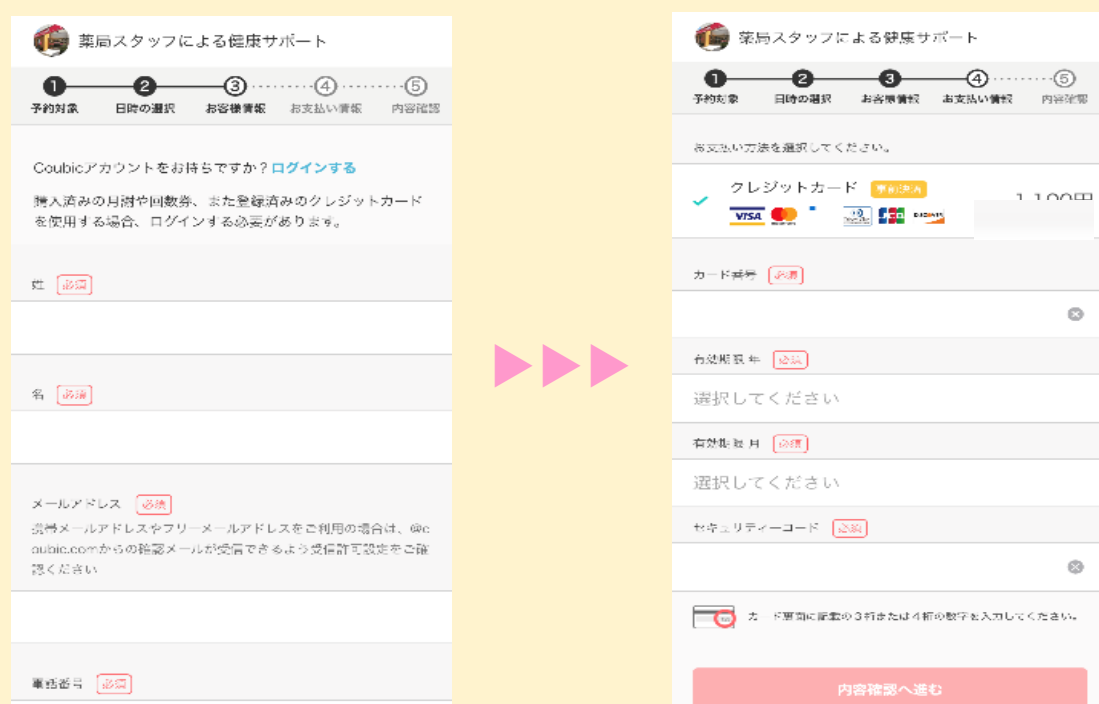 薬局スタッフによる健康サポート
1 2 3 4 5
予約対象 日時の選択 お客様情報 お支払い情報 内容確認
Coubicアカウントをお持ちですか？ログインする
購入済みの月謝や回数券、また登録済みのクレジットカード
を使用する場合、ログインする必要があります。
姓 必須
名 必須
メールアドレス 必須
携帯メールアドレスやフリーメールアドレスをご利用の場合は、@c
oubic.comからの確認メールが受信できるよう受信許可設定をご確
認ください
電話番号 必須
薬局スタッフによる健康サポート
1 2 3 4 5
予約対象 日時の選択 お客様情報 お支払い情報 内容確認
お支払い方法を選択してください。
クレジットカード 事前決済
1,100円
VISA JCB DISCOVER
カード番号 必須
有効期限 年 必須
選択してください
有効期限 月 必須
選択してください
セキュリティーコード 必須
カード裏面に記載の3桁または4桁の数字を入力してください。
内容確認へ進む